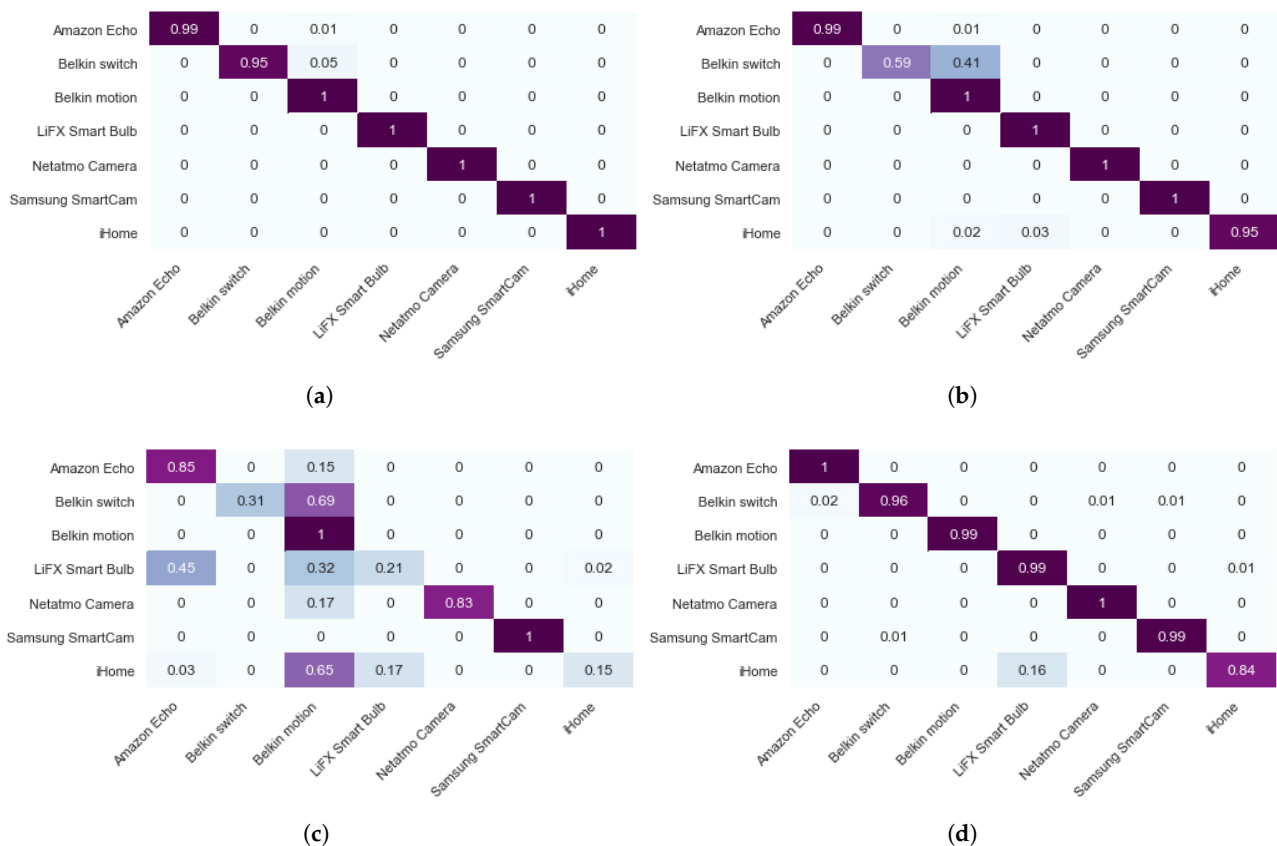 Amazon Echo 0.99 0 0.01 0 0 0 0
Belkin switch 0 0.95 0.05 0 0 0 0
Belkin motion 0 0 1 0 0 0 0
LiFX Smart Bulb 0 0 0 1 0 0 0
Netatmo Camera 0 0 0 0 1 0 0
Samsung SmartCam 0 0 0 0 0 1 0
iHome 0 0 0 0 0 0 1
Amazon Echo Belkin switch Belkin motion LiFX Smart Bulb Netatmo Camera Samsung SmartCam iHome
(a)
Amazon Echo 0.99 0 0.01 0 0 0 0
Belkin switch 0 0.59 0.41 0 0 0 0
Belkin motion 0 0 1 0 0 0 0
LiFX Smart Bulb 0 0 0 1 0 0 0
Netatmo Camera 0 0 0 0 1 0 0
Samsung SmartCam 0 0 0 0 0 1 0
iHome 0 0 0.02 0.03 0 0 0.95
Amazon Echo Belkin switch Belkin motion LiFX Smart Bulb Netatmo Camera Samsung SmartCam iHome
(b)
Amazon Echo 0.85 0 0.15 0 0 0 0
Belkin switch 0 0.31 0.69 0 0 0 0
Belkin motion 0 0 1 0 0 0 0
LiFX Smart Bulb 0.45 0 0.32 0.21 0 0 0.02
Netatmo Camera 0 0 0.17 0 0.83 0 0
Samsung SmartCam 0 0 0 0 0 1 0
iHome 0.03 0 0.65 0.17 0 0 0.15
Amazon Echo Belkin switch Belkin motion LiFX Smart Bulb Netatmo Camera Samsung SmartCam iHome
(c)
Amazon Echo 1 0 0 0 0 0 0
Belkin switch 0.02 0.96 0 0 0.01 0.01 0
Belkin motion 0 0 0.99 0 0 0 0
LiFX Smart Bulb 0 0 0 0.99 0 0 0.01
Netatmo Camera 0 0 0 0 1 0 0
Samsung SmartCam 0 0.01 0 0 0 0.99 0
iHome 0 0 0 0.16 0 0 0.84
Amazon Echo Belkin switch Belkin motion LiFX Smart Bulb Netatmo Camera Samsung SmartCam iHome
(d)